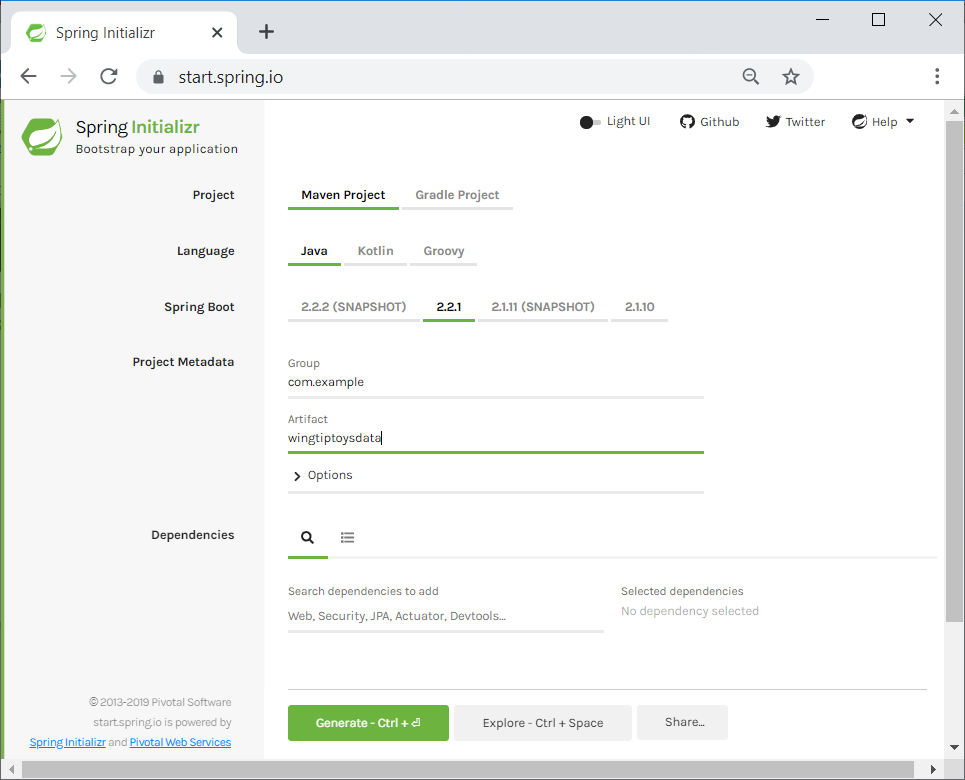 Spring Initializr
start.spring.io
Spring Initializr
Bootstrap your application
Light UI Github Twitter Help
Project Maven Project Gradle Project
Language Java Kotlin Groovy
Spring Boot 2.2.2 (SNAPSHOT) 2.2.1 2.1.11 (SNAPSHOT) 2.1.10
Project Metadata
Group
com.example
Artifact
wingtiptoysdata
Options
Dependencies
Search dependencies to add
Web, Security, JPA, Actuator, Devtools...
Selected dependencies
No dependency selected
© 2013-2019 Pivotal Software
start.spring.io is powered by
Spring Initializr and Pivotal Web Services
Generate - Ctrl + ⏎ Explore - Ctrl + Space Share...